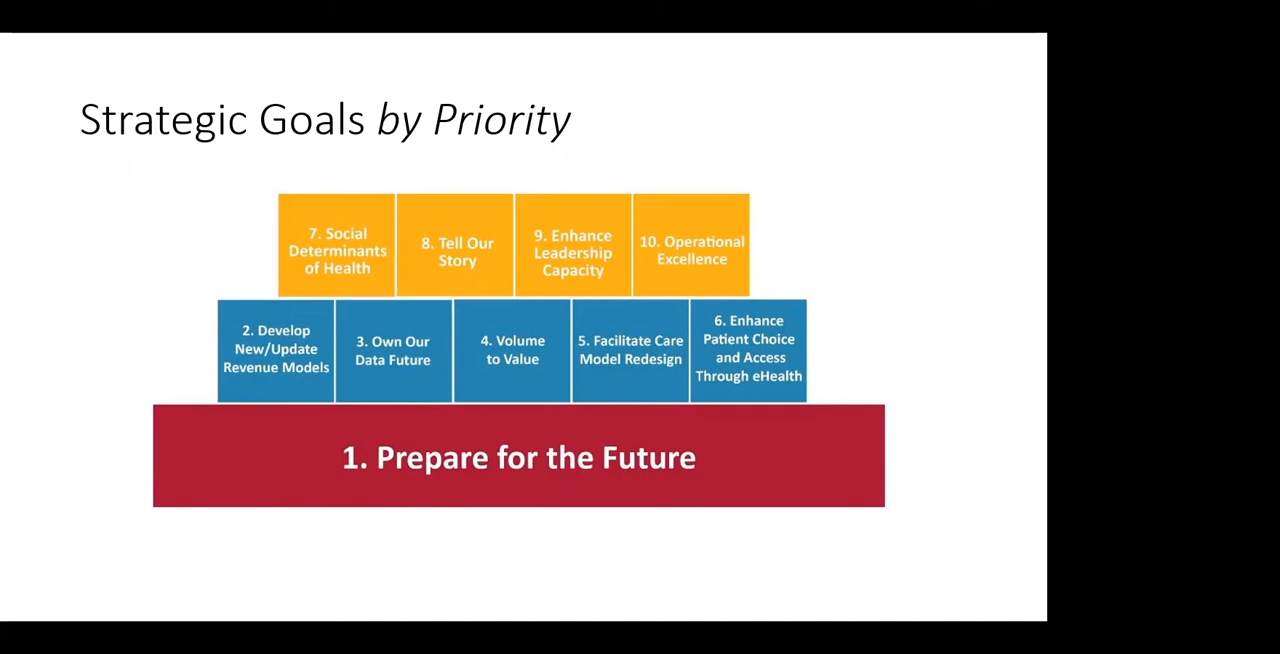 Strategic Goals by Priority
7. Social
Determinants
of Health
8. Tell Our
Story
9. Enhance
Leadership
Capacity
10. Operational
Excellence
2. Develop
New/Update
Revenue Models
3. Own Our
Data Future
4. Volume
to Value
5. Facilitate Care
Model Redesign
6. Enhance
Patient Choice
and Access
Through eHealth
1. Prepare for the Future